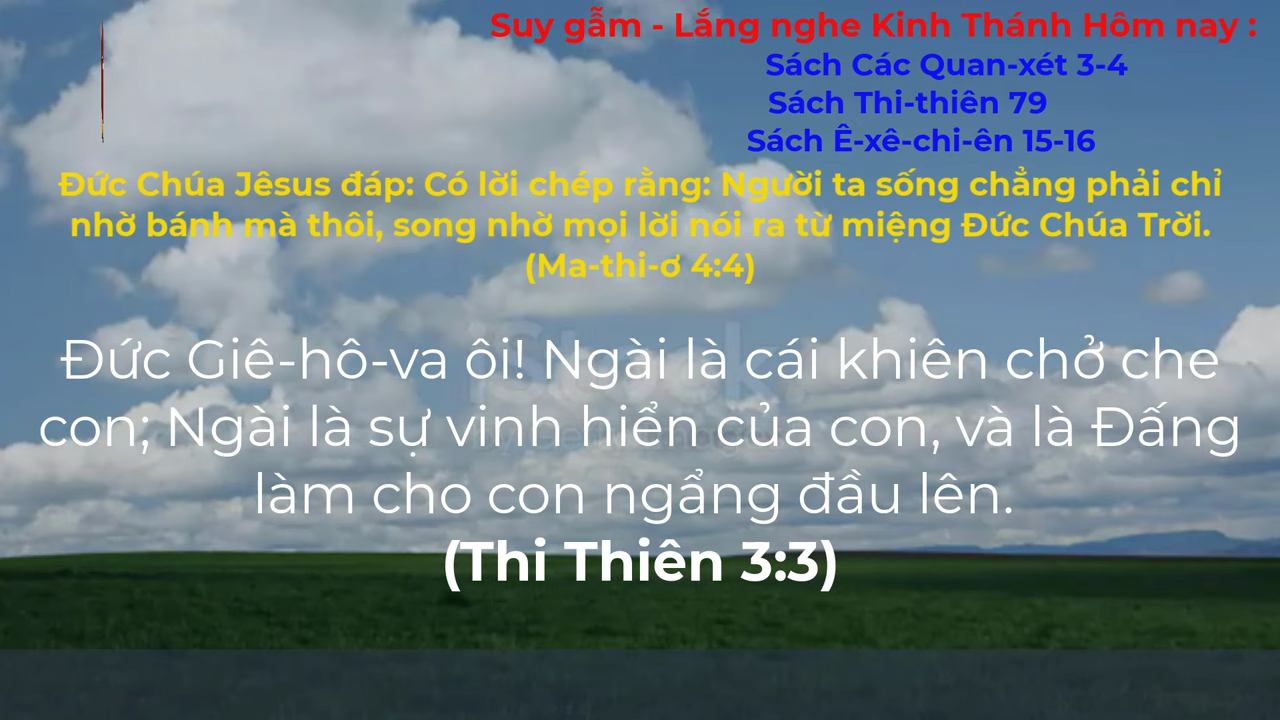 Suy gẫm - Lắng nghe Kinh Thánh Hôm nay :
Sách Các Quan-xét 3-4
Sách Thi-thiên 79
Sách Ê-xê-chi-ên 15-16
Đức Chúa Jêsus đáp: Có lời chép rằng: Người ta sống chẳng phải chỉ
nhờ bánh mà thôi, song nhờ mọi lời nói ra từ miệng Đức Chúa Trời.
(Ma-thi-ơ 4:4)
Đức Giê-hô-va ôi! Ngài là cái khiên chở che
con; Ngài là sự vinh hiển của con, và là Đấng
làm cho con ngẩng đầu lên.
(Thi Thiên 3:3)